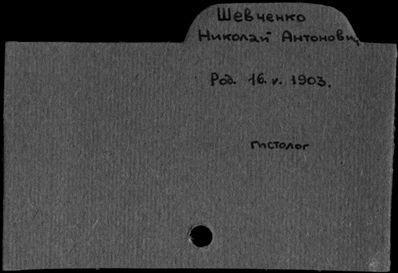 Шевченко
Николай Антонович
Род. 16.V.1903.
гистолог